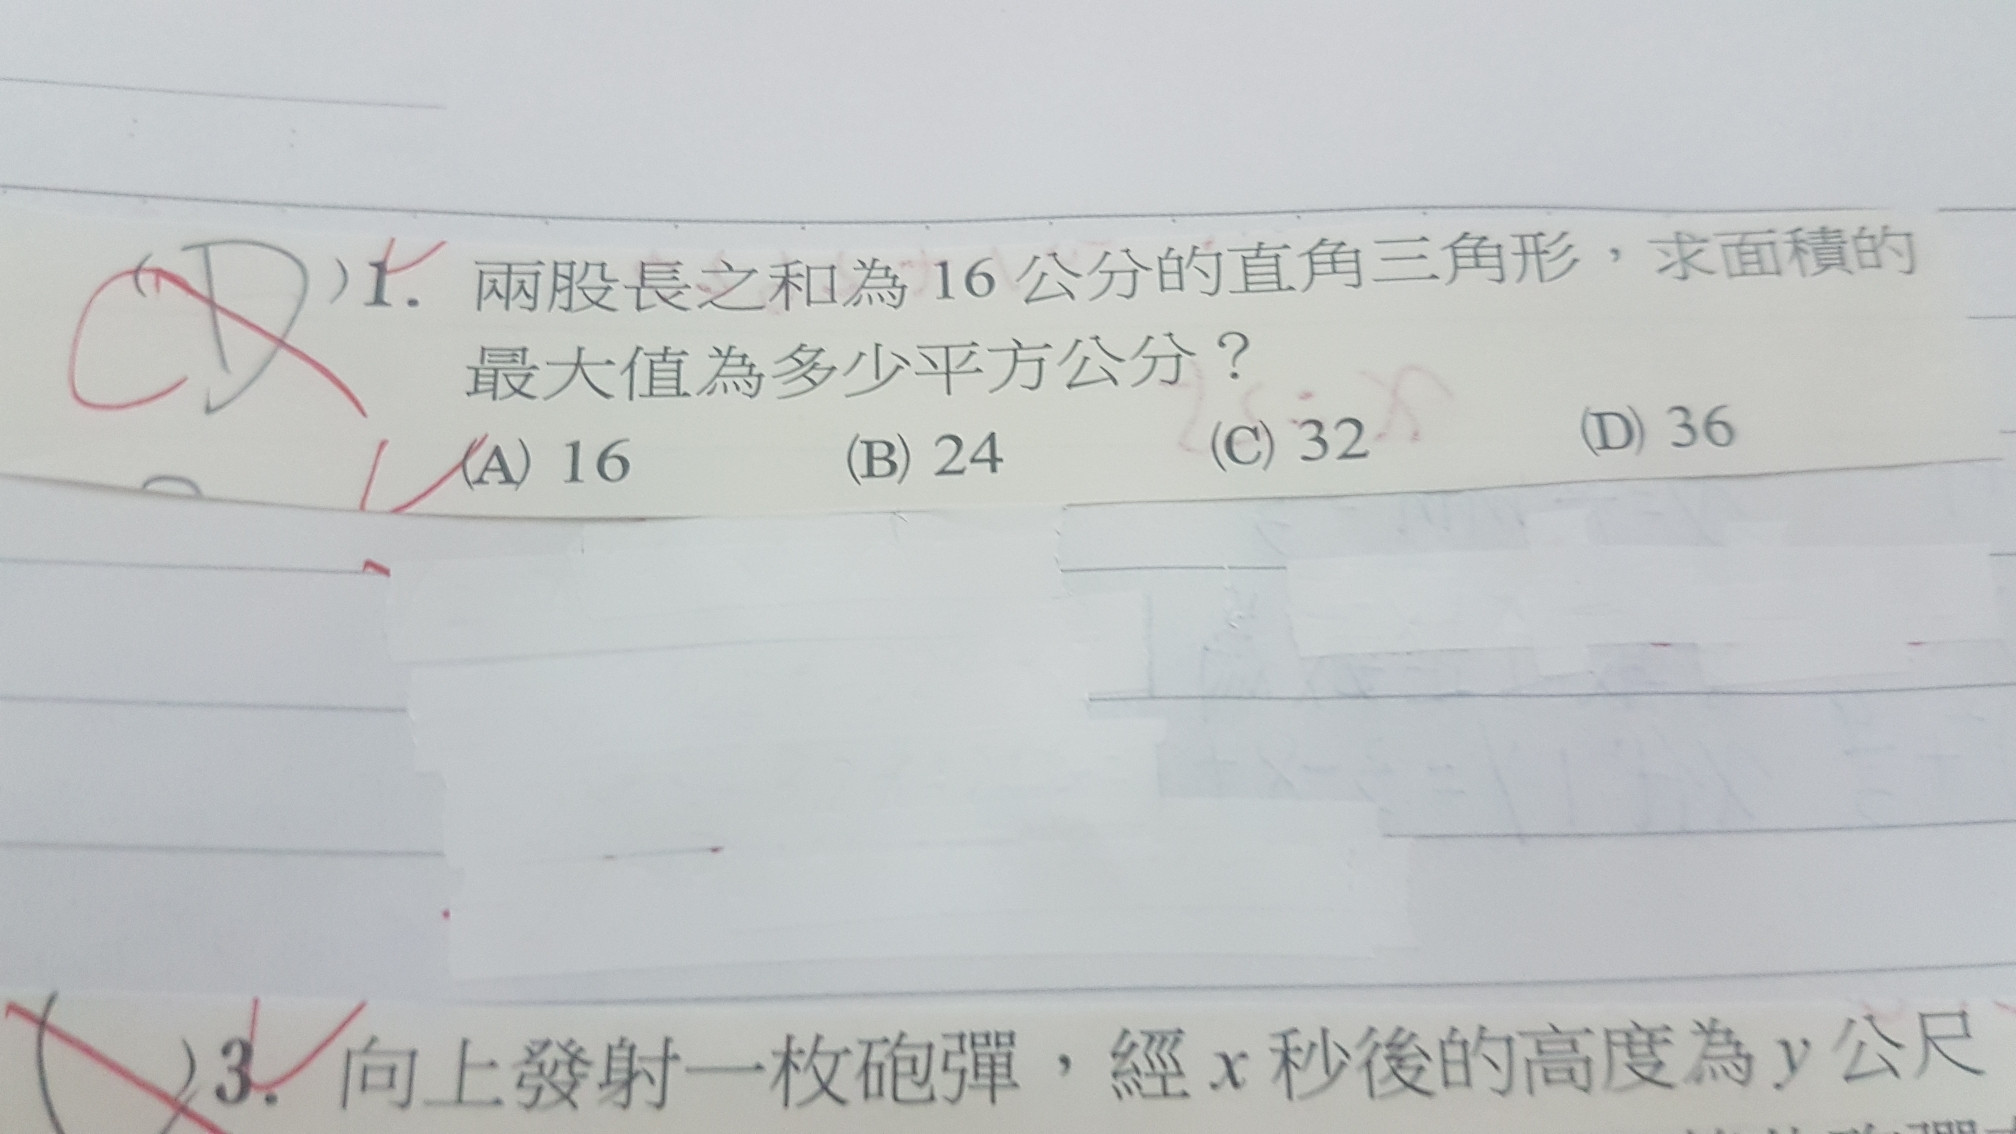 C (D) 1. 兩股長之和為 16 公分的直角三角形，求面積的
最大值為多少平方公分？
(A) 16 (B) 24 (C) 32 (D) 36
( ) 3. 向上發射一枚砲彈，經 x 秒後的高度為 y 公尺